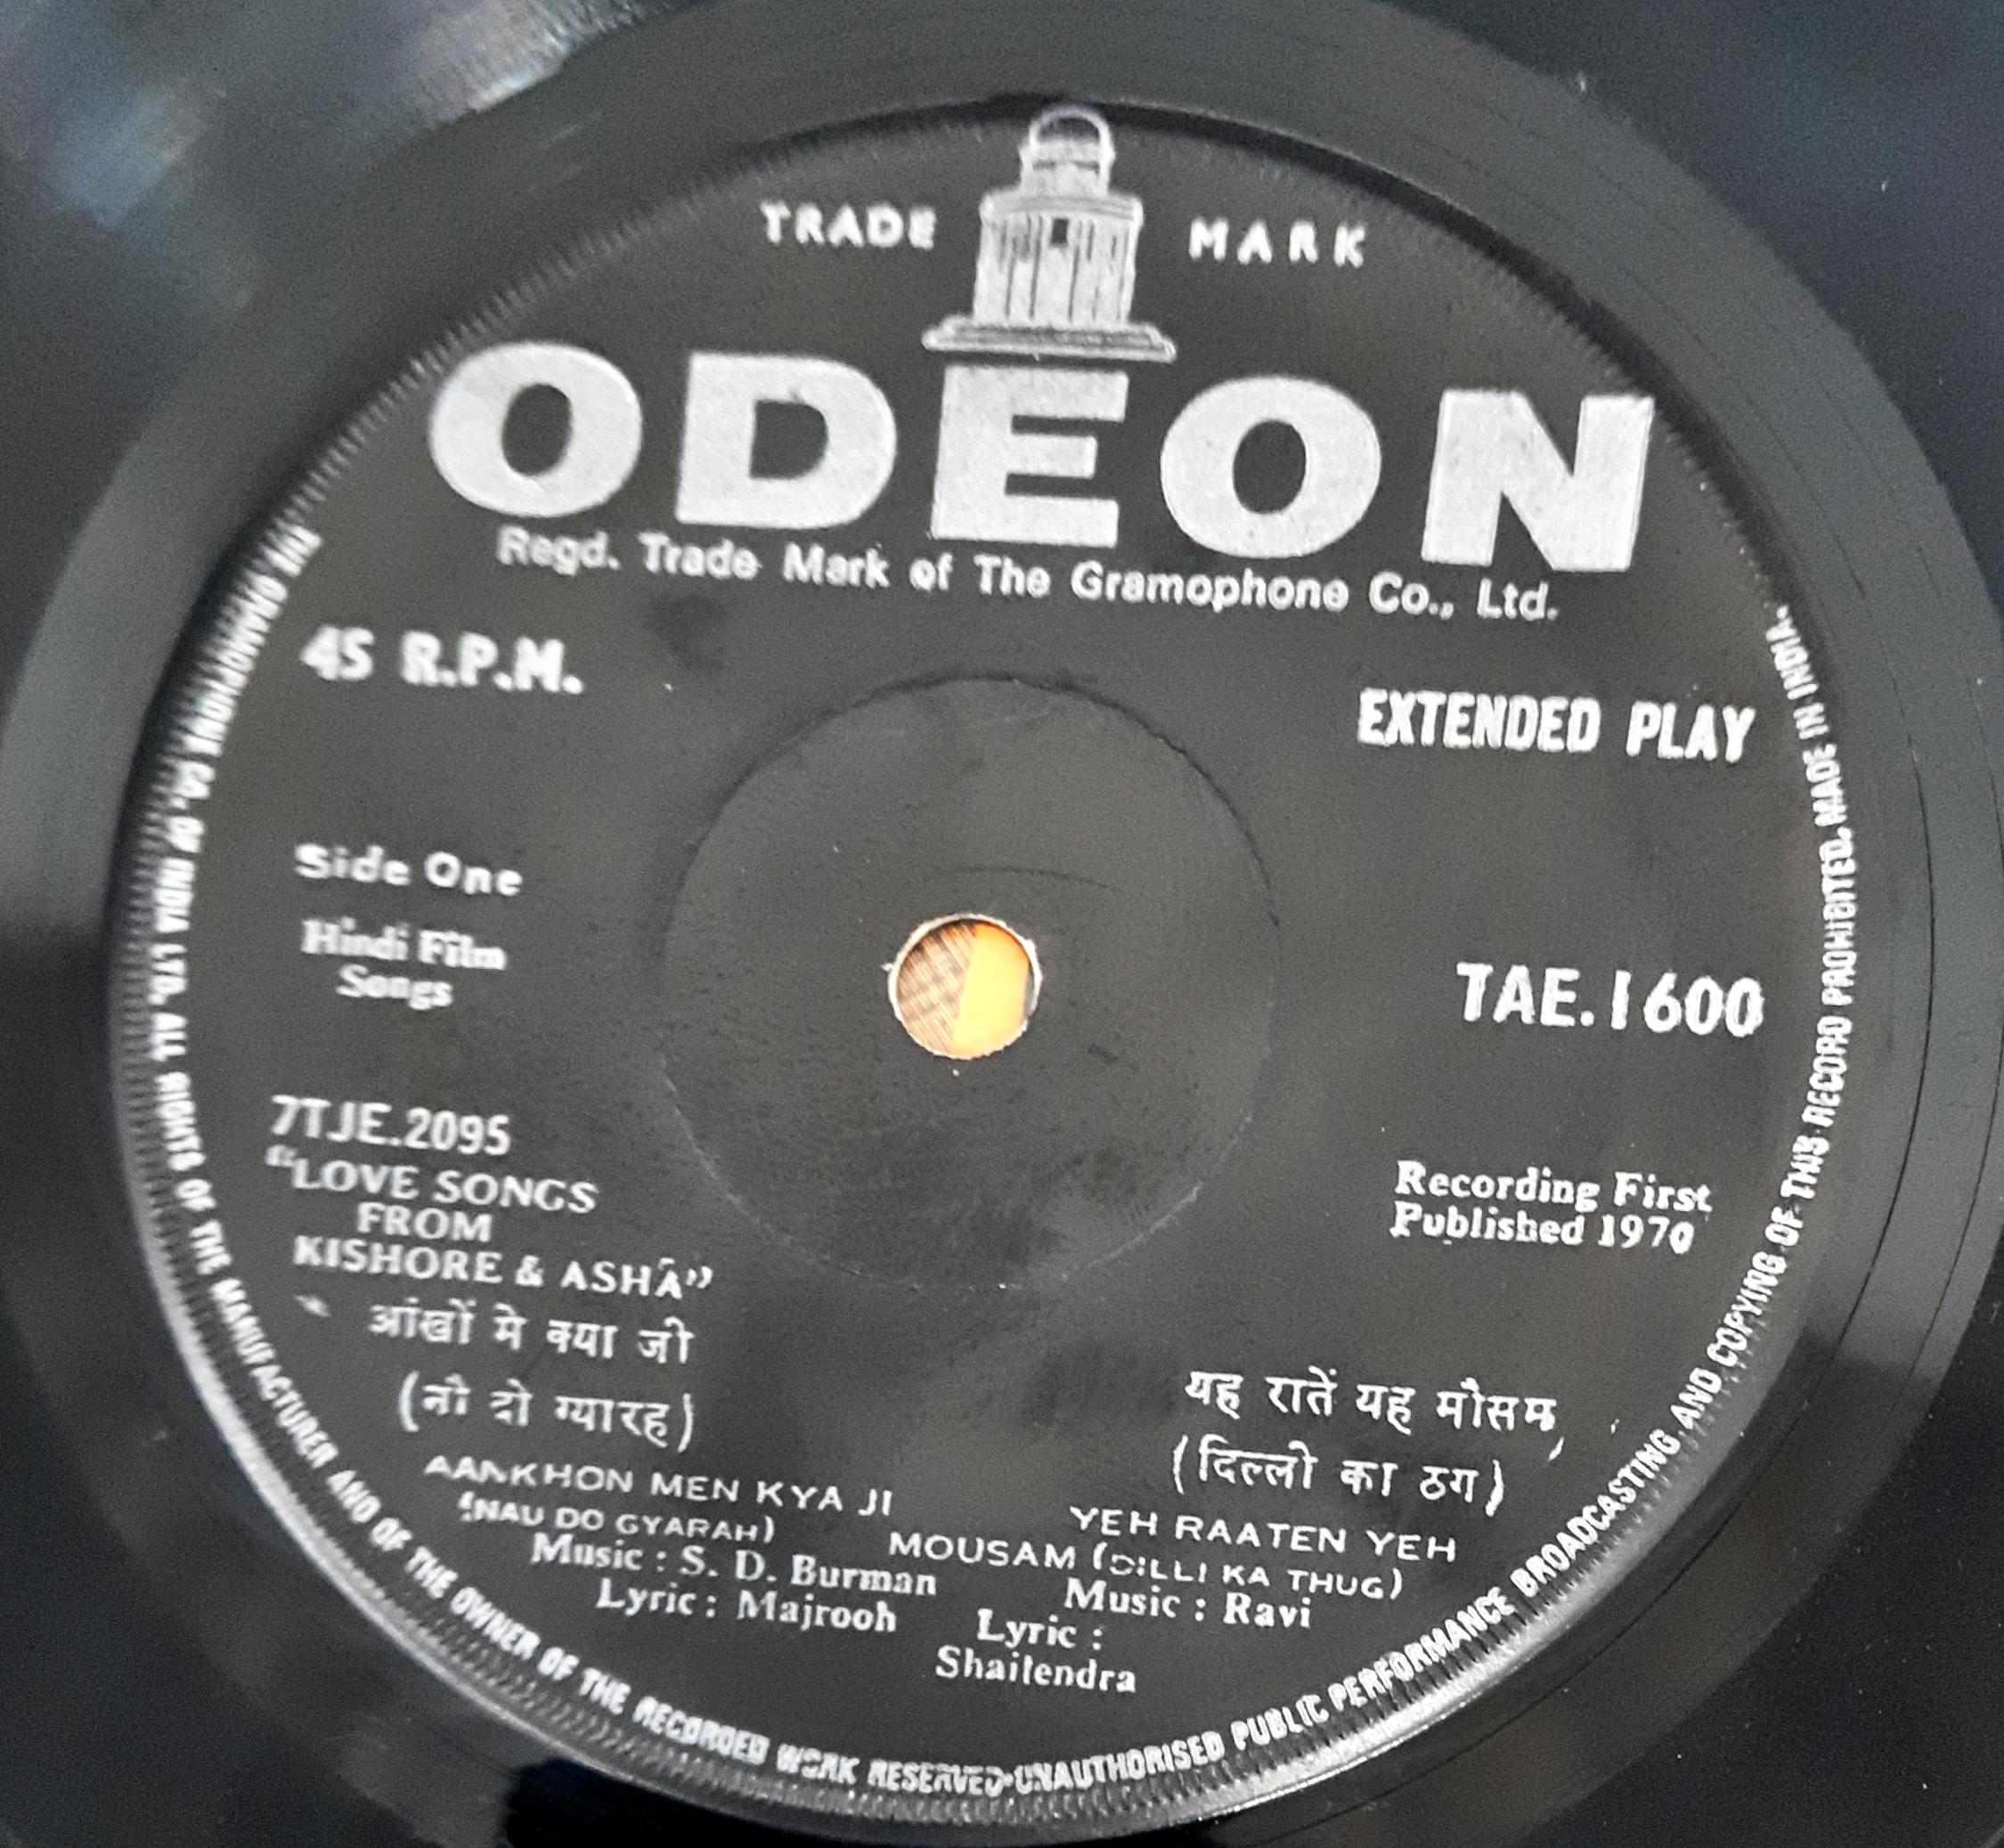 TRADE MARK
ODEON
Regd. Trade Mark of The Gramophone Co., Ltd.
45 R.P.M.
EXTENDED PLAY
Side One
Hindi Film
Songs
TAE.1600
7TJE.2095
"LOVE SONGS
FROM
KISHORE & ASHA"
Recording First
Published 1970
आंखों मे क्या जी
(नौ दो ग्यारह)
AANKHON MEN KYA JI
(NAU DO GYARAH)
Music : S. D. Burman
Lyric : Majrooh
यह रातें यह मौसम,
(दिल्ली का ठग)
YEH RAATEN YEH
MOUSAM (DILLI KA THUG)
Music : Ravi
Lyric :
Shailendra
GRAMOPHONE CO. OF INDIA LTD. ALL RIGHTS OF THE MANUFACTURER AND OF THE OWNER OF THE RECORDED WORK RESERVED·UNAUTHORISED PUBLIC PERFORMANCE BROADCASTING AND COPYING OF THIS RECORD PROHIBITED. MADE IN INDIA.